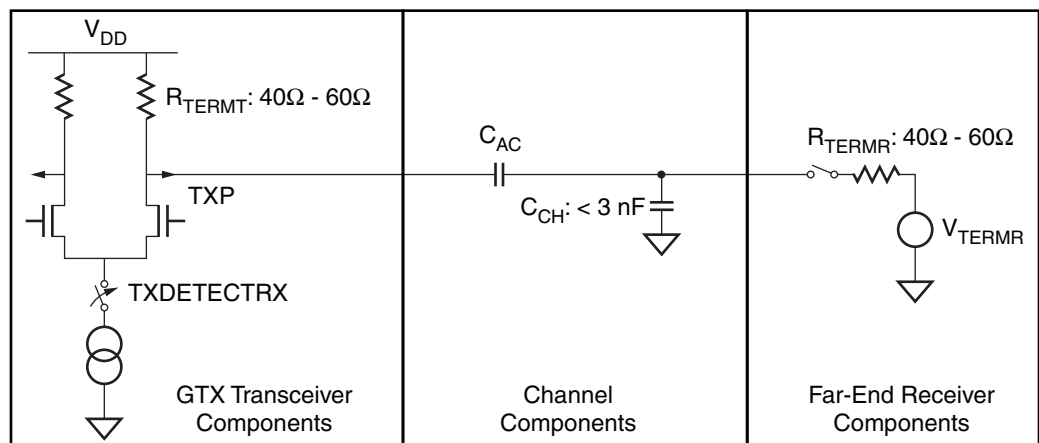 V_DD
R_TERMT: 40Ω - 60Ω
TXP
TXDETECTRX
GTX Transceiver
Components
C_AC
C_CH: < 3 nF
Channel
Components
R_TERMR: 40Ω - 60Ω
V_TERMR
Far-End Receiver
Components